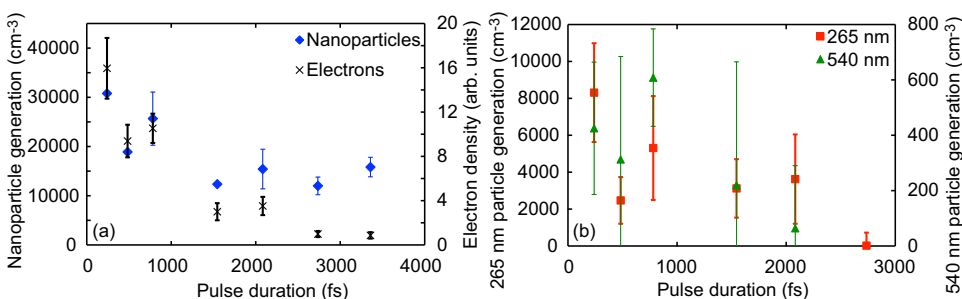 Nanoparticle generation (cm-3)
40000
30000
20000
10000
0
(a)
Nanoparticles
Electrons
20
16
12
8
4
0
Electron density (arb. units)
0 1000 2000 3000 4000
Pulse duration (fs)
265 nm particle generation (cm-3)
12000
10000
8000
6000
4000
2000
0
(b)
265 nm
540 nm
800
600
400
200
0
540 nm particle generation (cm-3)
0 1000 2000 3000
Pulse duration (fs)